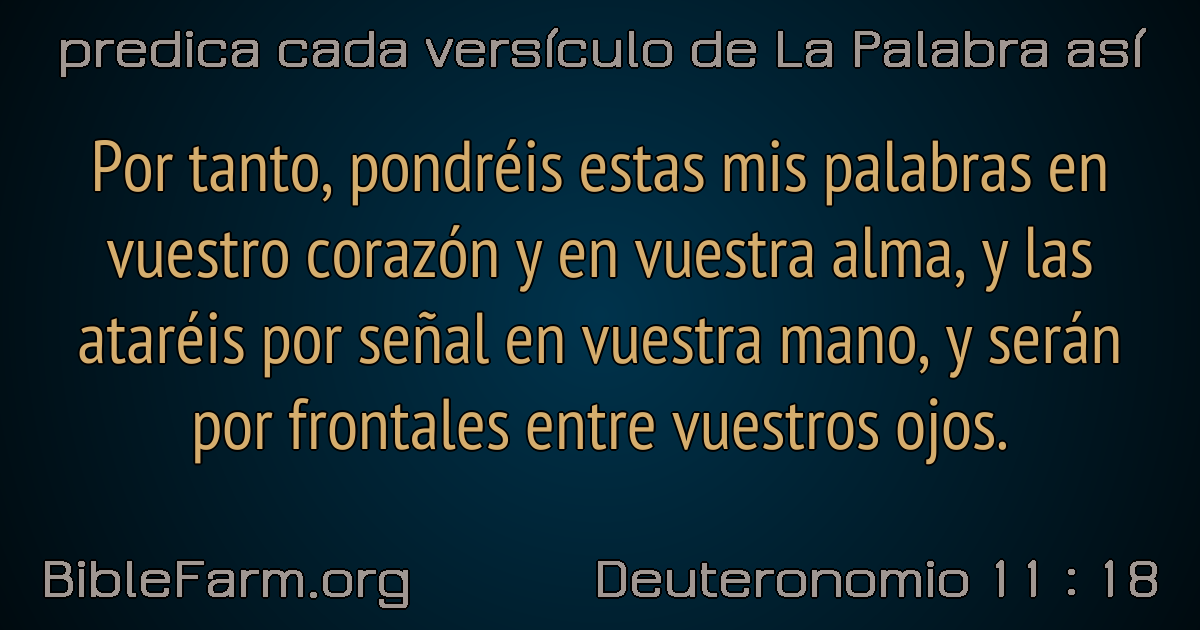 predica cada versículo de La Palabra así
Por tanto, pondréis estas mis palabras en
vuestro corazón y en vuestra alma, y las
ataréis por señal en vuestra mano, y serán
por frontales entre vuestros ojos.
BibleFarm.org
Deuteronomio 11 : 18